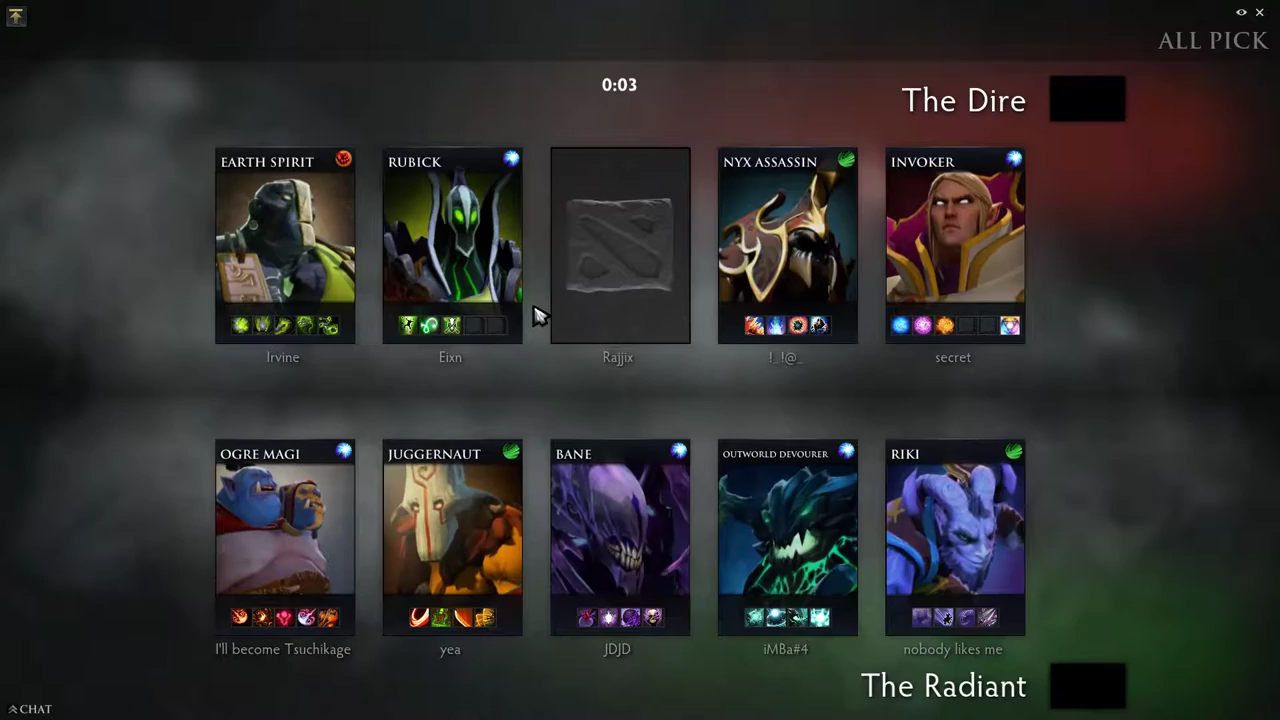 ALL PICK
0:03
The Dire
EARTH SPIRIT
RUBICK
NYX ASSASSIN
INVOKER
Irvine
Eixn
Rajjix
!_!@_
secret
OGRE MAGI
JUGGERNAUT
BANE
OUTWORLD DEVOURER
RIKI
I'll become Tsuchikage
yea
JDJD
iMBa#4
nobody likes me
The Radiant
CHAT